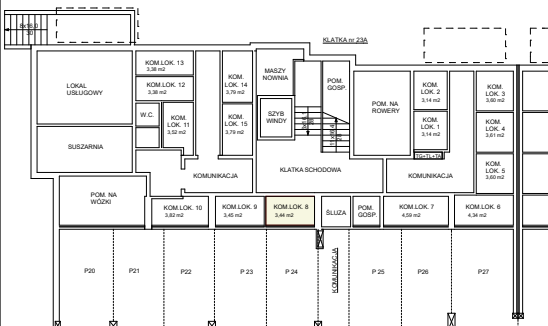 8x16,0
30
KLATKA nr 23A
LOKAL
USŁUGOWY
KOM.LOK. 13
3,38 m2
KOM.LOK. 12
3,38 m2
W.C.
KOM.
LOK. 11
3,52 m2
KOM.
LOK. 14
3,79 m2
KOM.
LOK. 15
3,79 m2
MASZY
NOWNIA
SZYB
WINDY
POM.
GOSP.
POM. NA
ROWERY
KOM.
LOK. 2
3,14 m2
KOM.
LOK. 1
3,14 m2
TG+TL+TA
KOM.
LOK. 3
3,60 m2
KOM.
LOK. 4
3,61 m2
KOM.
LOK. 5
3,60 m2
SUSZARNIA
KOMUNIKACJA
KLATKA SCHODOWA
KOMUNIKACJA
POM. NA
WÓZKI
KOM.LOK. 10
3,82 m2
KOM.LOK. 9
3,45 m2
KOM.LOK. 8
3,44 m2
ŚLUZA
POM.
GOSP.
KOM.LOK. 7
4,59 m2
KOM.LOK. 6
4,34 m2
P20
P21
P22
P 23
P 24
KOMUNIKACJA
P 25
P26
P27